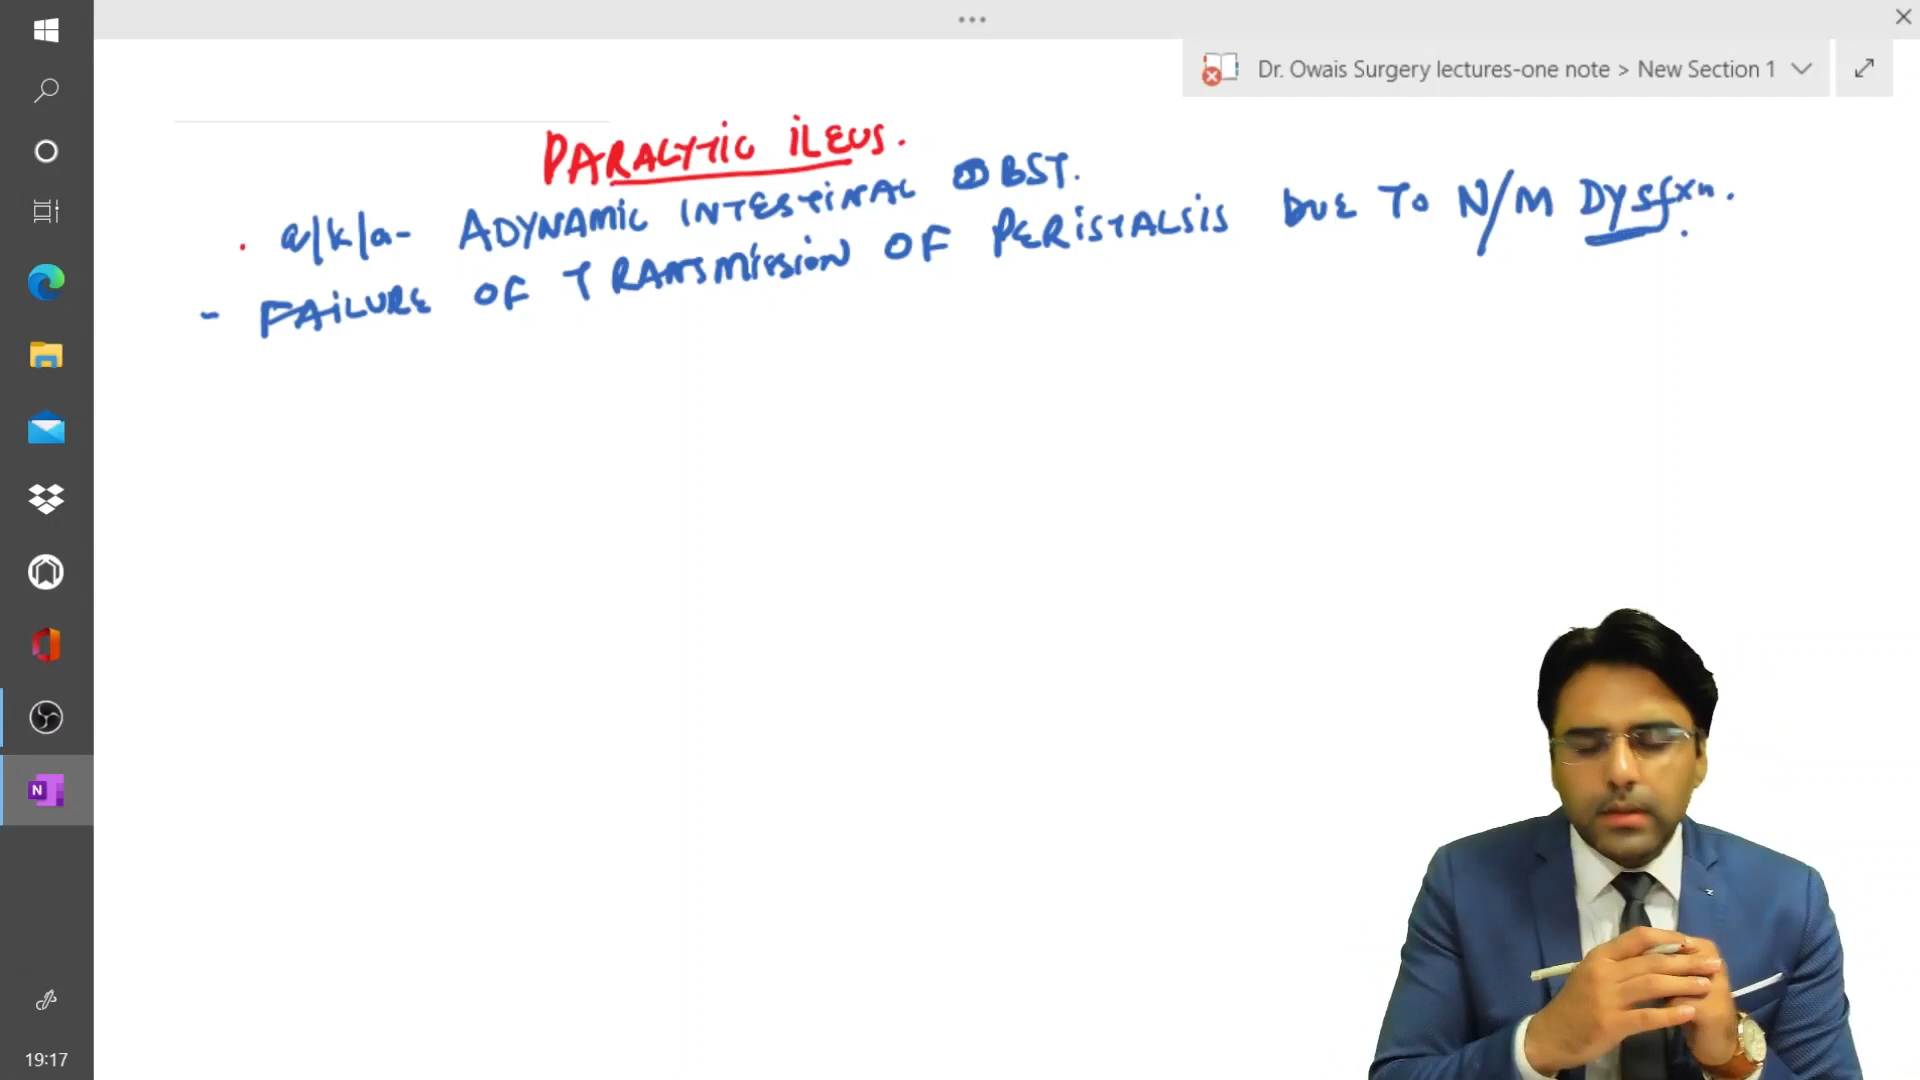 Dr. Owais Surgery lectures-one note > New Section 1
PARALYTIC ILEUS.
a/k/a- ADYNAMIC INTESTINAL OBST.
- FAILURE OF TRANSMISSION OF PERISTALSIS DUE TO N/M DYSfxn.
N
19:17